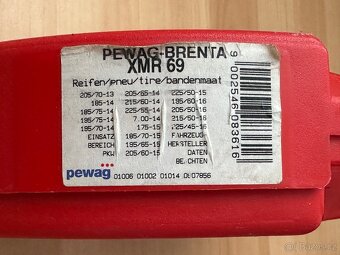 PEWAG-BRENTA
XMR 69
Reifen/pneu/tire/bandenmaat
205/70-13 205/65-14 225/50-15
185-14 215/60-14 195/60-16
185/75-14 225/55-14 205/50-16
195/75-14 7.00-14 215/50-16
195/70-14 175-15 225/45-16
EINSATZ 185/70-15 FAHRZEUG-
BEREICH 195/65-15 HERSTELLER
PKW 205/60-15 DATEN
BEACHTEN
pewag 01006 01002 01014 0607856
9 002546 083616